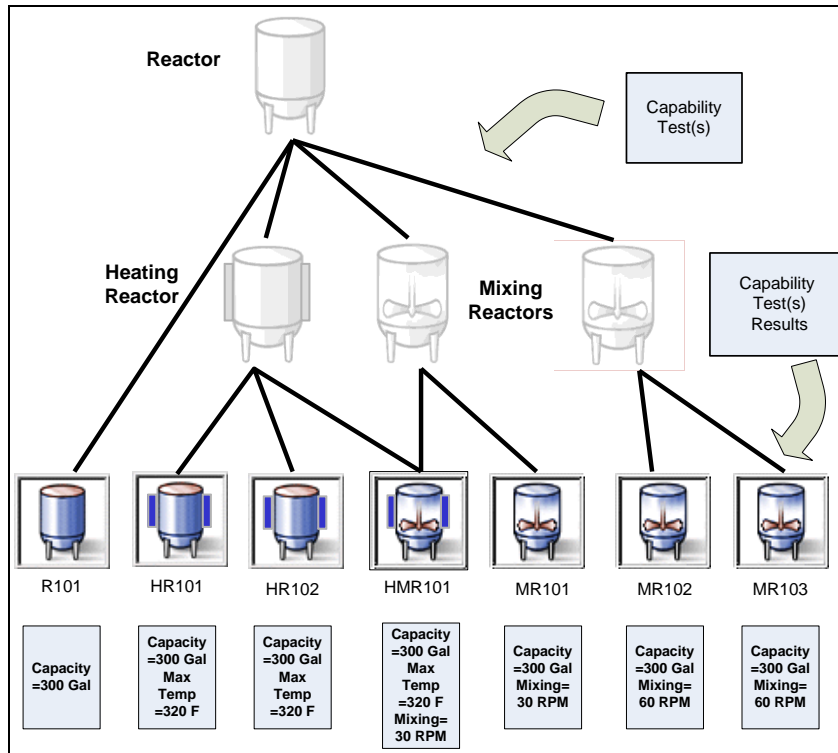 Reactor
Capability
Test(s)
Heating
Reactor
Mixing
Reactors
Capability
Test(s)
Results
R101
HR101
HR102
HMR101
MR101
MR102
MR103
Capacity
=300 Gal
Capacity
=300 Gal
Max
Temp
=320 F
Capacity
=300 Gal
Max
Temp
=320 F
Capacity
=300 Gal
Max
Temp
=320 F
Mixing=
30 RPM
Capacity
=300 Gal
Mixing=
30 RPM
Capacity
=300 Gal
Mixing=
60 RPM
Capacity
=300 Gal
Mixing=
60 RPM